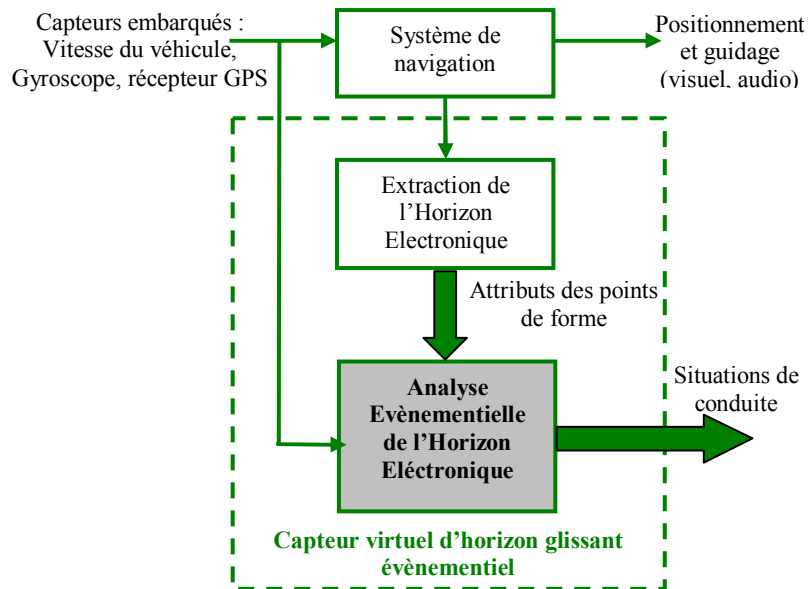 Capteurs embarqués :
Vitesse du véhicule,
Gyroscope, récepteur GPS
Système de
navigation
Positionnement
et guidage
(visuel, audio)
Extraction de
l’Horizon
Electronique
Attributs des points
de forme
Analyse
Evènementielle
de l’Horizon
Eléctronique
Situations de
conduite
Capteur virtuel d’horizon glissant
évènementiel